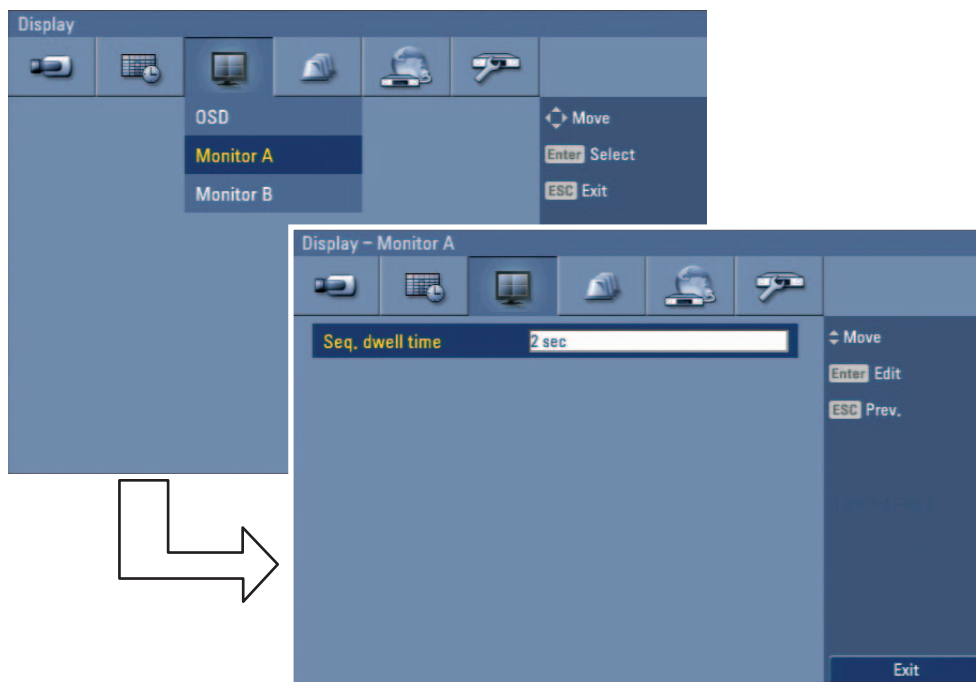 Display
OSD
Monitor A
Monitor B
Move
Enter Select
ESC Exit
Display – Monitor A
Seq. dwell time 2 sec
Move
Enter Edit
ESC Prev.
Exit